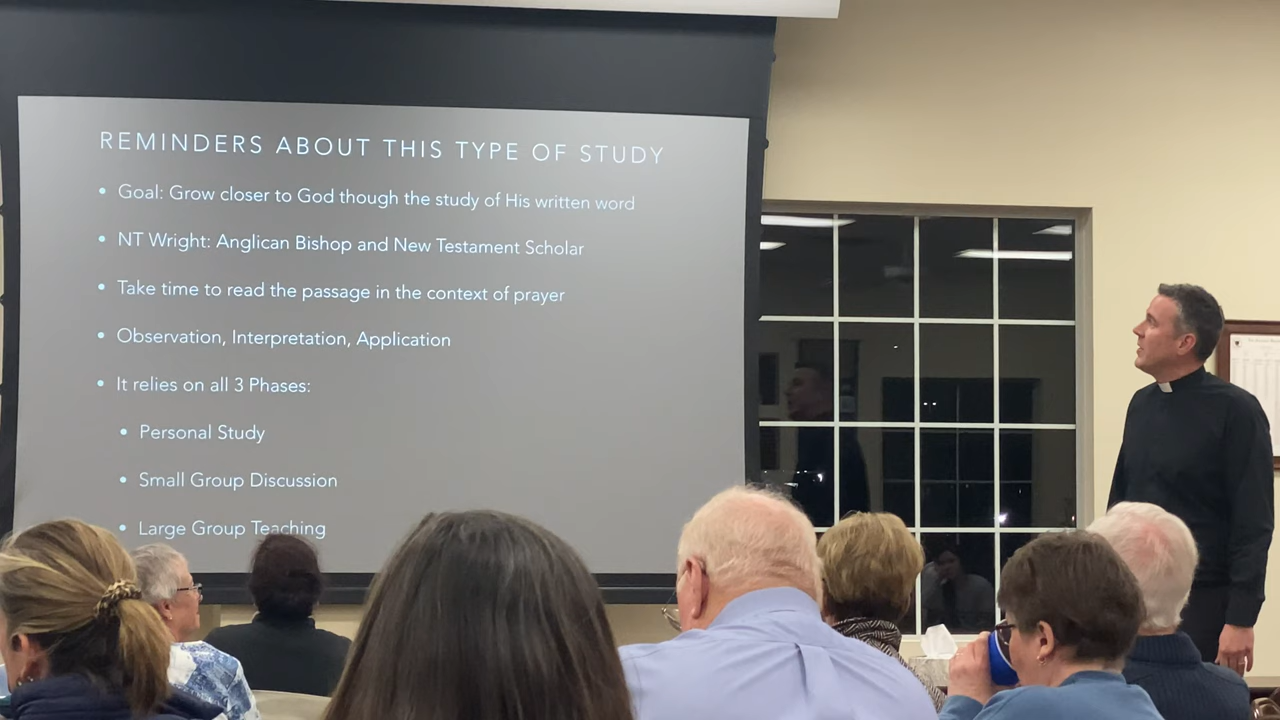 REMINDERS ABOUT THIS TYPE OF STUDY
• Goal: Grow closer to God though the study of His written word
• NT Wright: Anglican Bishop and New Testament Scholar
• Take time to read the passage in the context of prayer
• Observation, Interpretation, Application
• It relies on all 3 Phases:
• Personal Study
• Small Group Discussion
• Large Group Teaching